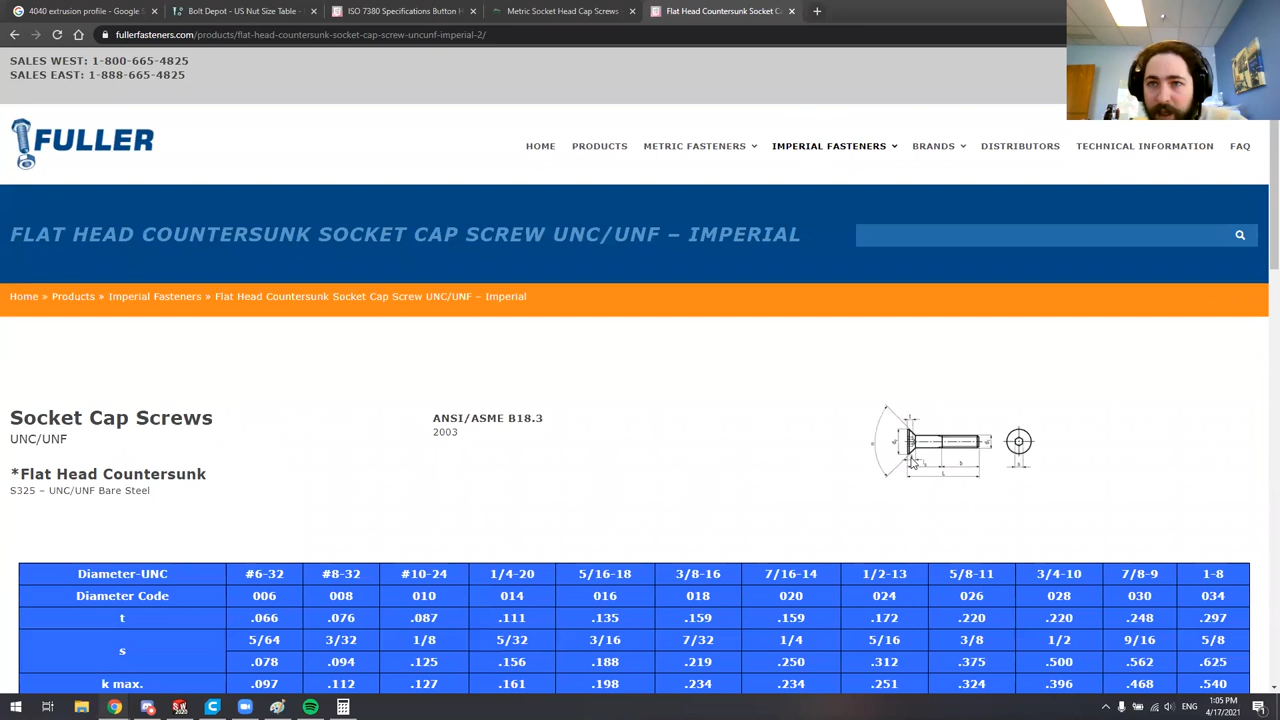 4040 extrusion profile - Google S
Bolt Depot - US Nut Size Table -
ISO 7380 Specifications Button H
Metric Socket Head Cap Screws
Flat Head Countersunk Socket Ca
fullerfasteners.com/products/flat-head-countersunk-socket-cap-screw-uncunf-imperial-2/
SALES WEST: 1-800-665-4825
SALES EAST: 1-888-665-4825
FULLER
HOME PRODUCTS METRIC FASTENERS IMPERIAL FASTENERS BRANDS DISTRIBUTORS TECHNICAL INFORMATION FAQ
FLAT HEAD COUNTERSUNK SOCKET CAP SCREW UNC/UNF – IMPERIAL
Home » Products » Imperial Fasteners » Flat Head Countersunk Socket Cap Screw UNC/UNF – Imperial
Socket Cap Screws
UNC/UNF
*Flat Head Countersunk
S325 – UNC/UNF Bare Steel
ANSI/ASME B18.3
2003
Diameter-UNC #6-32 #8-32 #10-24 1/4-20 5/16-18 3/8-16 7/16-14 1/2-13 5/8-11 3/4-10 7/8-9 1-8
Diameter Code 006 008 010 014 016 018 020 024 026 028 030 034
t .066 .076 .087 .111 .135 .159 .159 .172 .220 .220 .248 .297
s 5/64 3/32 1/8 5/32 3/16 7/32 1/4 5/16 3/8 1/2 9/16 5/8
.078 .094 .125 .156 .188 .219 .250 .312 .375 .500 .562 .625
k max. .097 .112 .127 .161 .198 .234 .234 .251 .324 .396 .468 .540
1:05 PM
4/17/2021